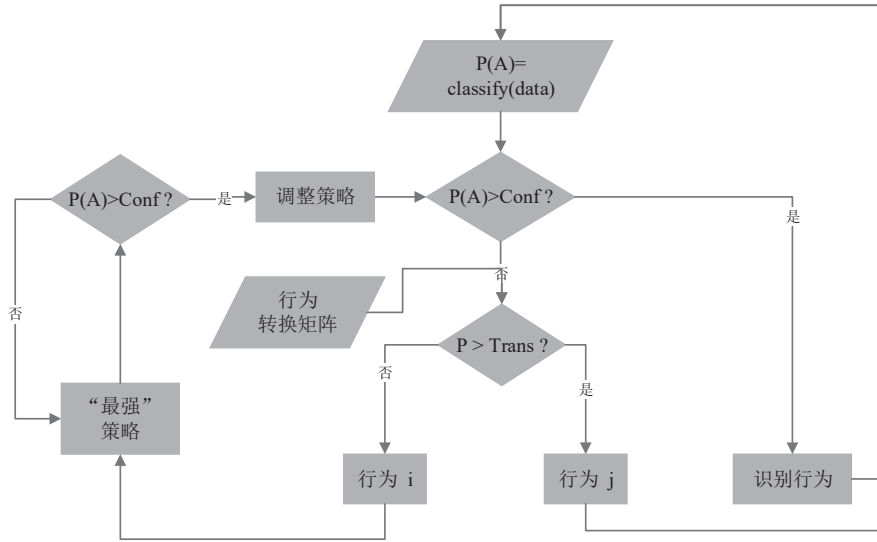 P(A)=
classify(data)
P(A)>Conf ?
是
调整策略
P(A)>Conf ?
是
否
行为
转换矩阵
否
P > Trans ?
否
是
“最强”
策略
行为 i
行为 j
识别行为